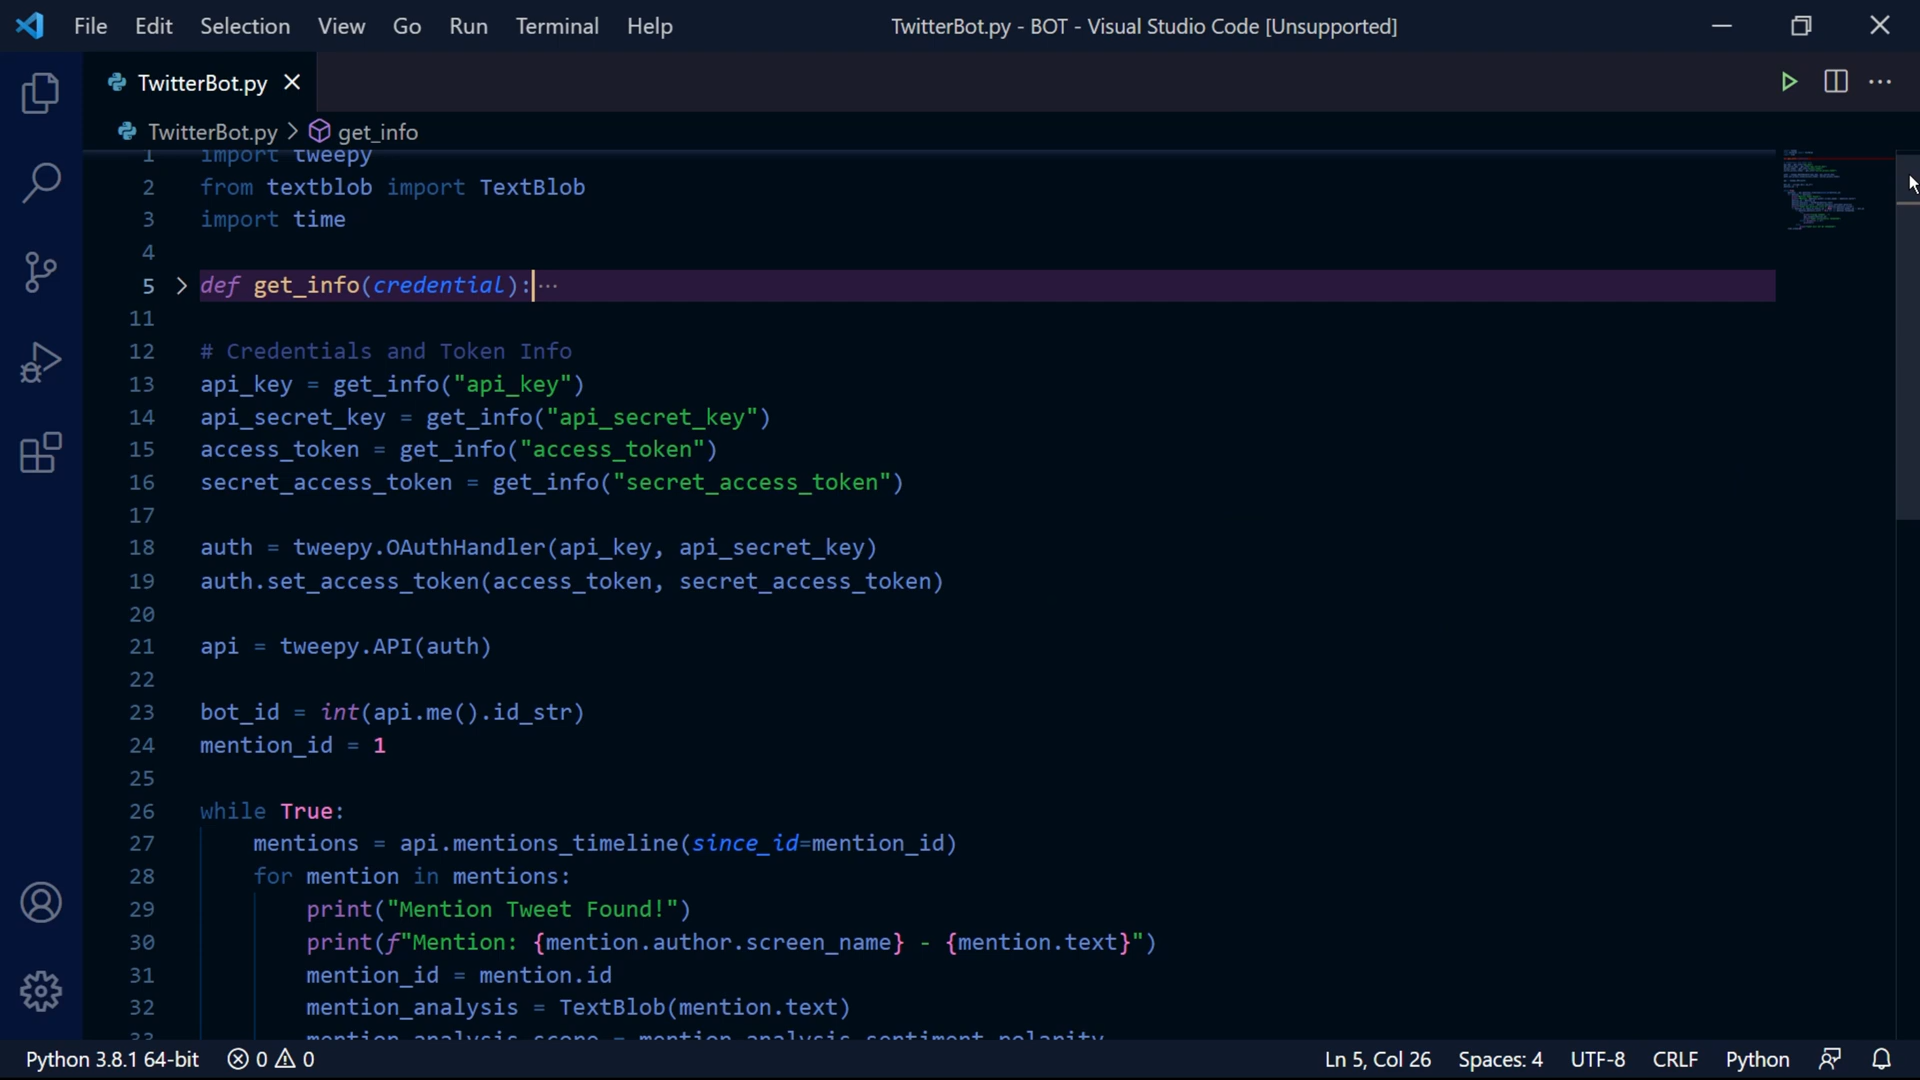 File Edit Selection View Go Run Terminal Help TwitterBot.py - BOT - Visual Studio Code [Unsupported]
TwitterBot.py
TwitterBot.py > get_info
1 import tweepy
2 from textblob import TextBlob
3 import time
4
5 def get_info(credential):···
11
12 # Credentials and Token Info
13 api_key = get_info("api_key")
14 api_secret_key = get_info("api_secret_key")
15 access_token = get_info("access_token")
16 secret_access_token = get_info("secret_access_token")
17
18 auth = tweepy.OAuthHandler(api_key, api_secret_key)
19 auth.set_access_token(access_token, secret_access_token)
20
21 api = tweepy.API(auth)
22
23 bot_id = int(api.me().id_str)
24 mention_id = 1
25
26 while True:
27 mentions = api.mentions_timeline(since_id=mention_id)
28 for mention in mentions:
29 print("Mention Tweet Found!")
30 print(f"Mention: {mention.author.screen_name} - {mention.text}")
31 mention_id = mention.id
32 mention_analysis = TextBlob(mention.text)
33 mention_analysis_score = mention_analysis.sentiment.polarity
Python 3.8.1 64-bit 0 0 Ln 5, Col 26 Spaces: 4 UTF-8 CRLF Python